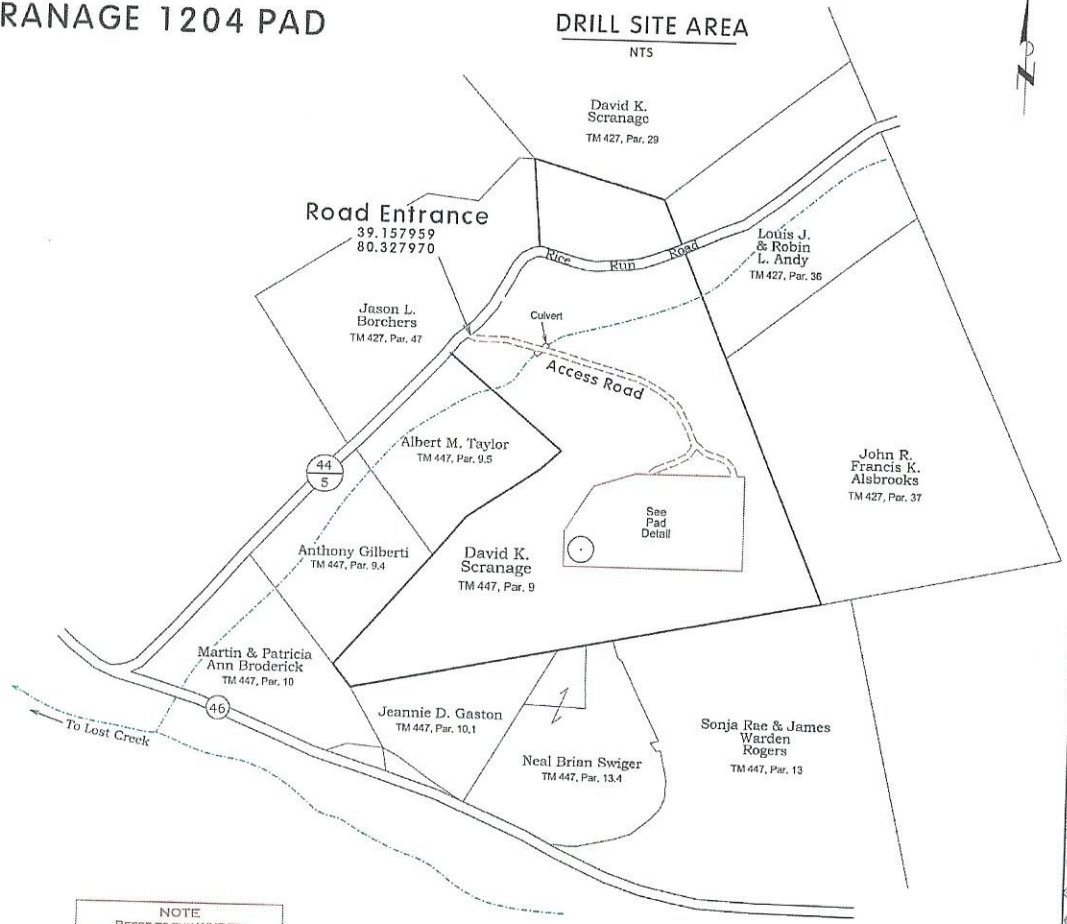 RANAGE 1204 PAD
DRILL SITE AREA
NTS
N
David K.
Scranage
TM 427, Par. 29
Road Entrance
39.157959
80.327970
Rice Run Road
Louis J.
& Robin
L. Andy
TM 427, Par. 36
Jason L.
Borchers
TM 427, Par. 47
Culvert
Access Road
Albert M. Taylor
TM 447, Par. 9.5
44
5
John R.
Francis K.
Alsbrooks
TM 427, Par. 37
See
Pad
Detail
Anthony Gilberti
TM 447, Par. 9.4
David K.
Scranage
TM 447, Par. 9
Martin & Patricia
Ann Broderick
TM 447, Par. 10
46
To Lost Creek
Jeannie D. Gaston
TM 447, Par. 10.1
Neal Brian Swiger
TM 447, Par. 13.4
Sonja Rae & James
Warden
Rogers
TM 447, Par. 13
NOTE